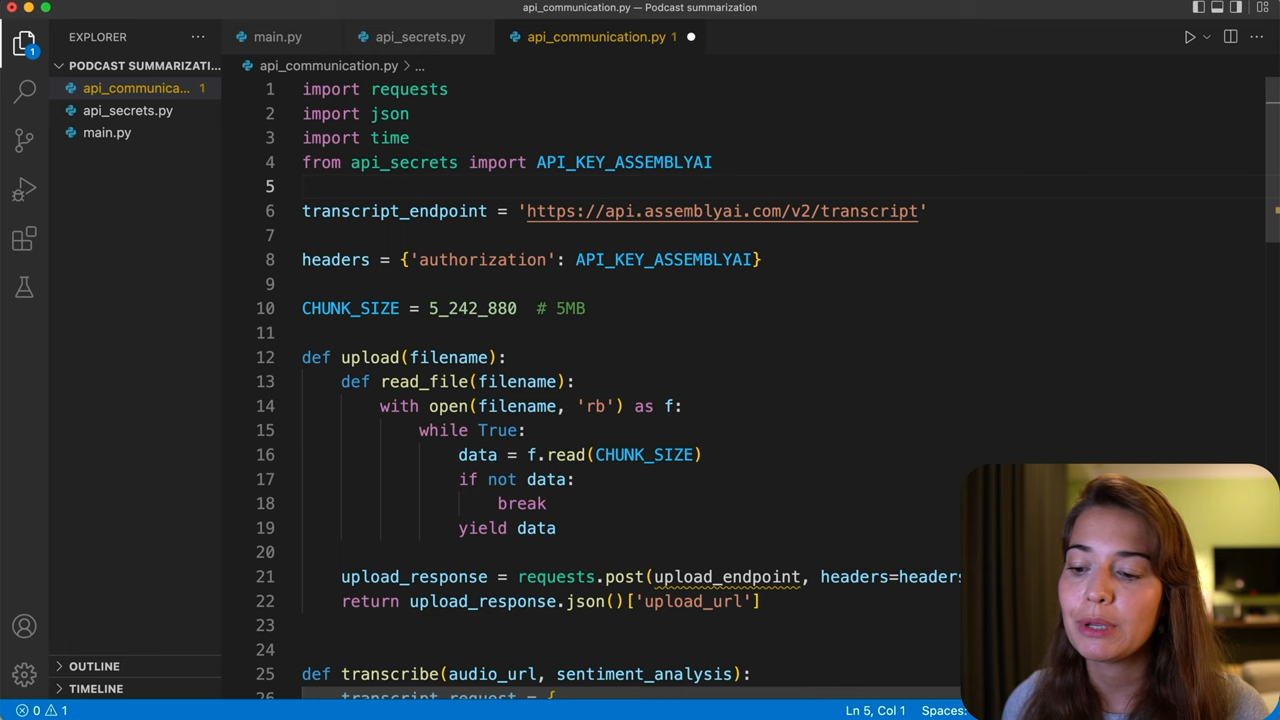 api_communication.py — Podcast summarization
EXPLORER
main.py
api_secrets.py
api_communication.py 1
PODCAST SUMMARIZATI...
api_communication.py > ...
api_communica... 1
api_secrets.py
main.py
1
1 import requests
2 import json
3 import time
4 from api_secrets import API_KEY_ASSEMBLYAI
5
6 transcript_endpoint = 'https://api.assemblyai.com/v2/transcript'
7
8 headers = {'authorization': API_KEY_ASSEMBLYAI}
9
10 CHUNK_SIZE = 5_242_880  # 5MB
11
12 def upload(filename):
13 def read_file(filename):
14 with open(filename, 'rb') as f:
15 while True:
16 data = f.read(CHUNK_SIZE)
17 if not data:
18 break
19 yield data
20
21 upload_response = requests.post(upload_endpoint, headers=headers
22 return upload_response.json()['upload_url']
23
24
25 def transcribe(audio_url, sentiment_analysis):
26 transcript_request = {
OUTLINE
TIMELINE
0 1
Ln 5, Col 1
Spaces: